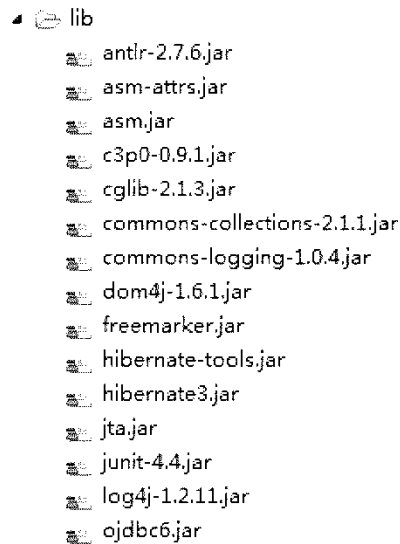 lib
antlr-2.7.6.jar
asm-attrs.jar
asm.jar
c3p0-0.9.1.jar
cglib-2.1.3.jar
commons-collections-2.1.1.jar
commons-logging-1.0.4.jar
dom4j-1.6.1.jar
freemarker.jar
hibernate-tools.jar
hibernate3.jar
jta.jar
junit-4.4.jar
log4j-1.2.11.jar
ojdbc6.jar